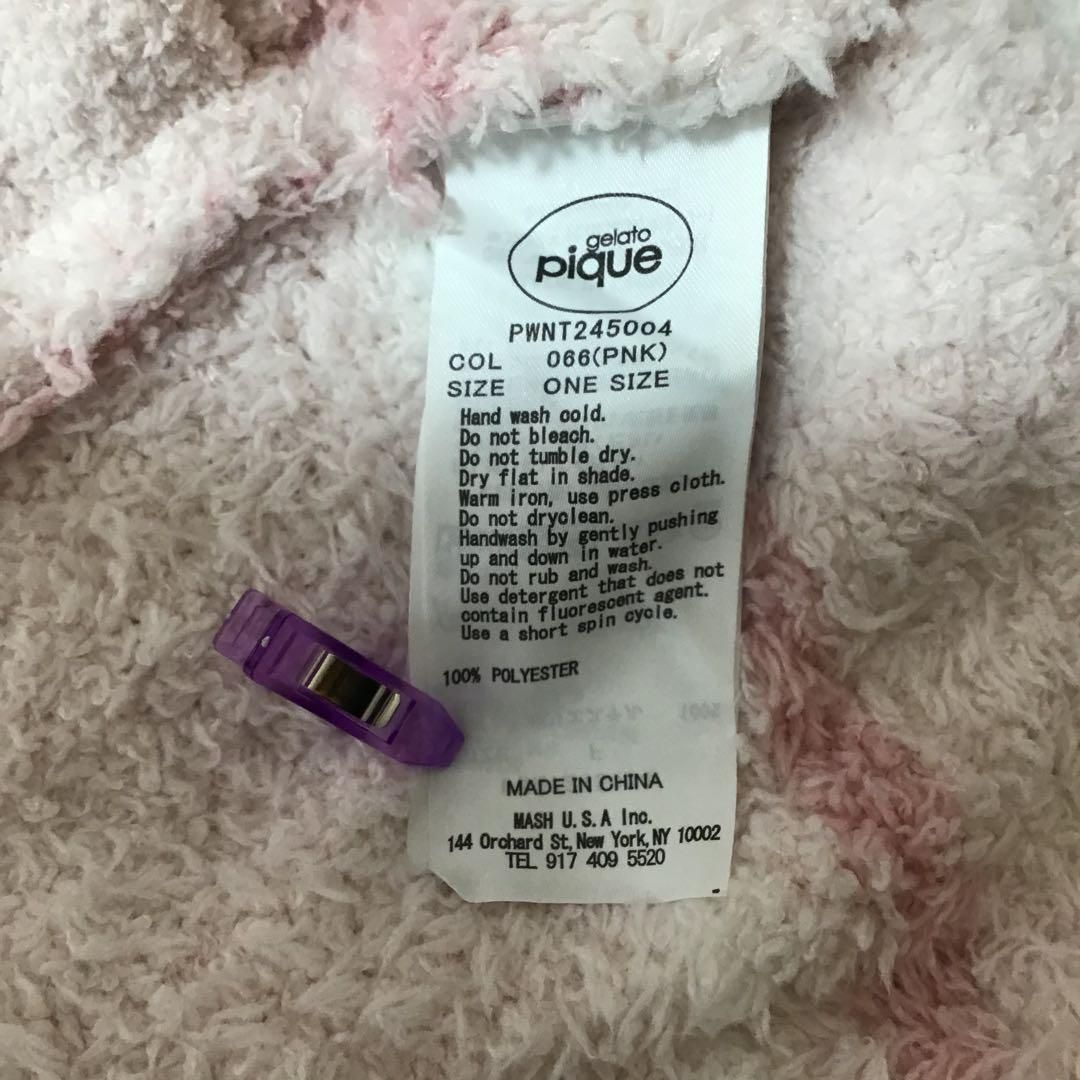 gelato
pique
PWNT245004
COL 066(PNK)
SIZE ONE SIZE
Hand wash cold.
Do not bleach.
Do not tumble dry.
Dry flat in shade.
Warm iron, use press cloth.
Do not dryclean.
Handwash by gently pushing
up and down in water.
Do not rub and wash.
Use detergent that does not
contain fluorescent agent.
Use a short spin cycle.
100% POLYESTER
MADE IN CHINA
MASH U.S.A Inc.
144 Orchard St, New York, NY 10002
TEL 917 409 5520